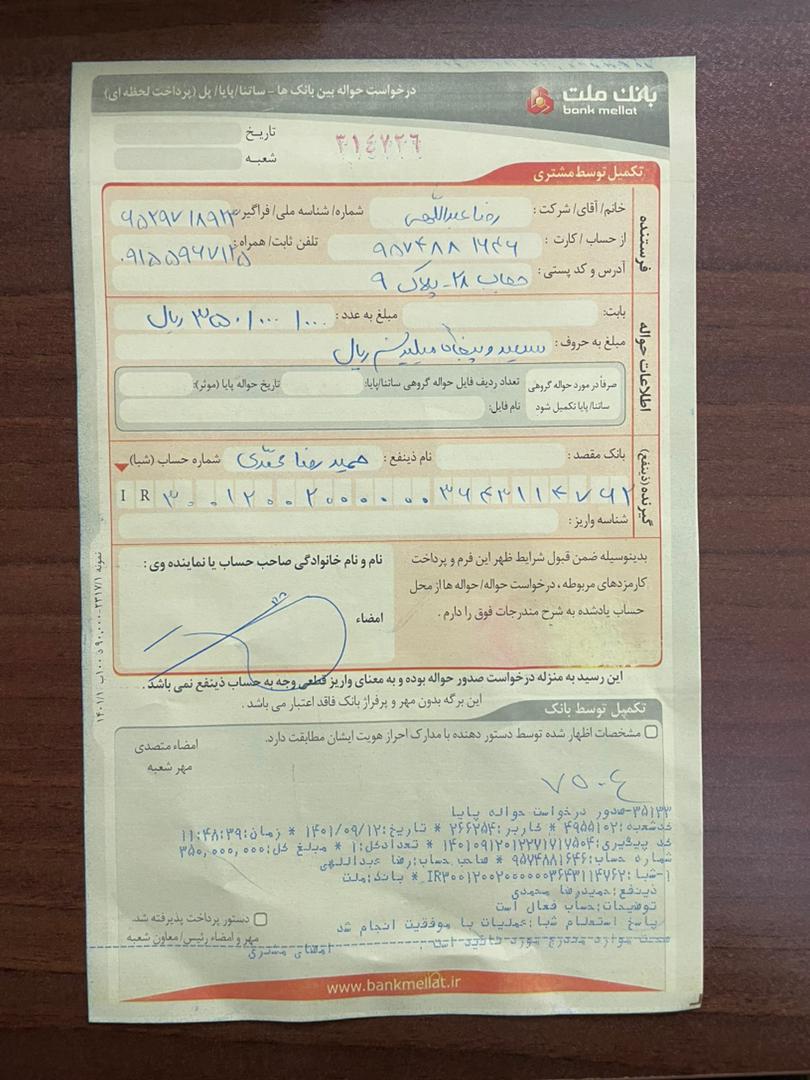 درخواست حواله بین بانک ها - ساتنا/پایا/پل (پرداخت لحظه ای)
بانک ملت
bank mellat
تاریخ
شعبه
۳۱۴۷۲۶
تکمیل توسط مشتری
فرستنده
خانم/آقای/شرکت: رضا عبداللهی شماره/شناسه ملی/فراگیر:
از حساب/کارت: ۹۵۷۴۸۸۱۶۴۶ تلفن ثابت/همراه: ۰۹۱۵۵۹۶۷۱۲۵
آدرس و کد پستی: ۲۸- پلاک ۹
اطلاعات حواله
بابت: مبلغ به عدد: ۳۵۰/۰۰۰/۰۰۰ ریال
مبلغ به حروف: سیصد و پنجاه میلیون ریال
صرفاً در مورد حواله گروهی ساتنا/پایا تکمیل شود
تعداد ردیف فایل حواله گروهی ساتنا/پایا: تاریخ حواله پایا (موثر):
نام فایل:
گیرنده (ذینفع)
بانک مقصد: نام ذینفع: حمید رضا محمدی شماره حساب (شبا)
IR ۳۰۰۱۲۰۰۲۰۰۰۰۰۰۳۶۴۳۱۱۴۷۶۲
شناسه واریز:
بدینوسیله ضمن قبول شرایط ظهر این فرم و پرداخت
کارمزدهای مربوطه، درخواست حواله/حواله ها از محل
حساب یادشده به شرح مندرجات فوق را دارم.
نام و نام خانوادگی صاحب حساب یا نماینده وی:
امضاء
این رسید به منزله درخواست صدور حواله بوده و به معنای واریز قطعی وجه به حساب ذینفع نمی باشد.
این برگه بدون مهر و پرفراژ بانک فاقد اعتبار می باشد.
تکمیل توسط بانک
مشخصات اظهار شده توسط دستور دهنده با مدارک احراز هویت ایشان مطابقت دارد.
امضاء متصدی
مهر شعبه
۳۵۱۳۳-صدور درخواست حواله پایا
کدشعبه:۴۹۵۵۱۰۲ * کاربر:۲۶۶۲۵۴ * تاریخ:۱۴۰۱/۰۹/۱۲ * زمان:۱۱:۴۸:۳۹
کد پیگیری:۱۴۰۱۰۹۱۲۰۱۲۲۷۱۷۱۷۵۰۴ * تعدادکل:۱ * مبلغ کل:۳۵۰,۰۰۰,۰۰۰
شماره حساب:۹۵۷۴۸۸۱۶۴۶ * صاحب حساب:رضا عبداللهی
۱-شبا:IR۳۰۰۱۲۰۰۲۰۰۰۰۰۰۳۶۴۳۱۱۴۷۶۲ * بانک:ملت
ذینفع:حمیدرضا محمدی
توضیحات:حساب فعال است
پاسخ استعلام شبا:عملیات با موفقیت انجام شد
صحت موارد مندرج مورد تائید است. امضای مشتری
دستور پرداخت پذیرفته شد.
مهر و امضاء رئیس/معاون شعبه
www.bankmellat.ir